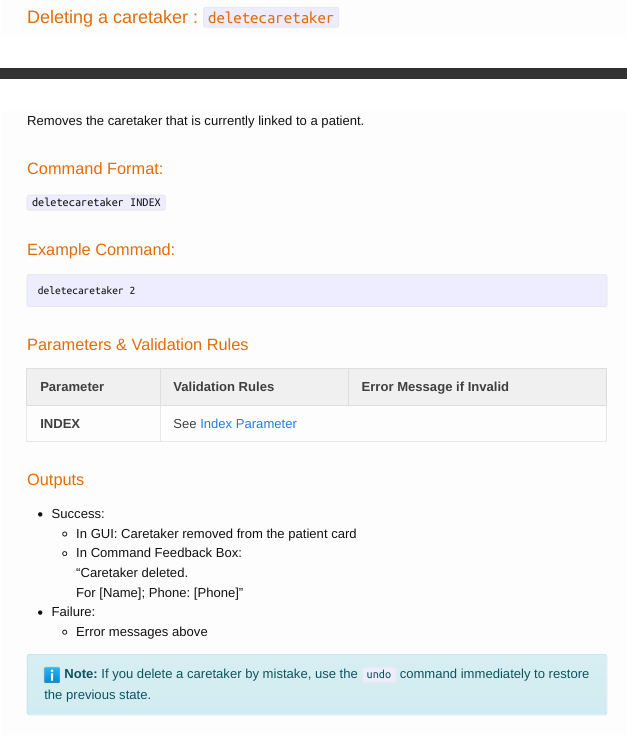 Deleting a caretaker : deletecaretaker
Removes the caretaker that is currently linked to a patient.
Command Format:
deletecaretaker INDEX
Example Command:
deletecaretaker 2
Parameters & Validation Rules
Parameter Validation Rules Error Message if Invalid
INDEX See Index Parameter
Outputs
• Success:
◦ In GUI: Caretaker removed from the patient card
◦ In Command Feedback Box:
“Caretaker deleted.
For [Name]; Phone: [Phone]”
• Failure:
◦ Error messages above
ℹ️ Note: If you delete a caretaker by mistake, use the undo command immediately to restore
the previous state.